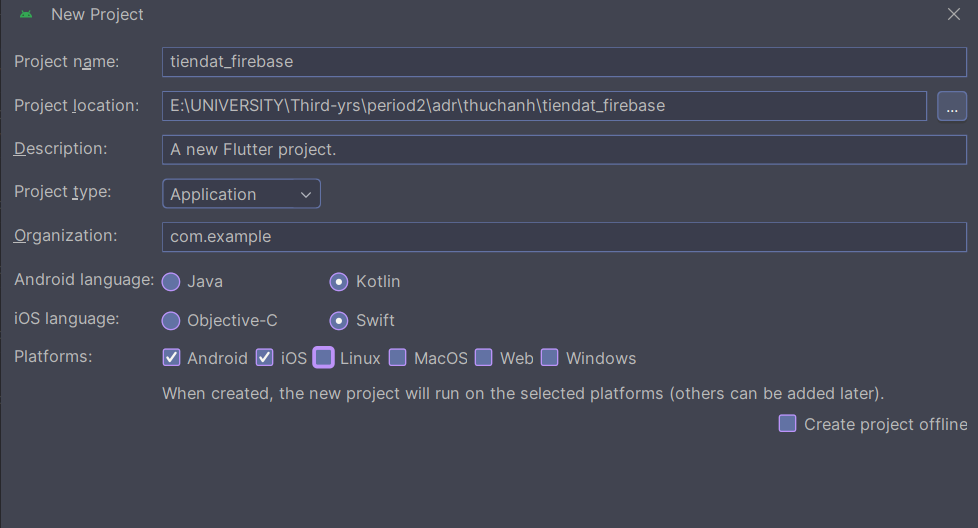 New Project
Project name: tiendat_firebase
Project location: E:\UNIVERSITY\Third-yrs\period2\adr\thuchanh\tiendat_firebase ...
Description: A new Flutter project.
Project type: Application
Organization: com.example
Android language: Java Kotlin
iOS language: Objective-C Swift
Platforms: Android iOS Linux MacOS Web Windows
When created, the new project will run on the selected platforms (others can be added later).
Create project offline